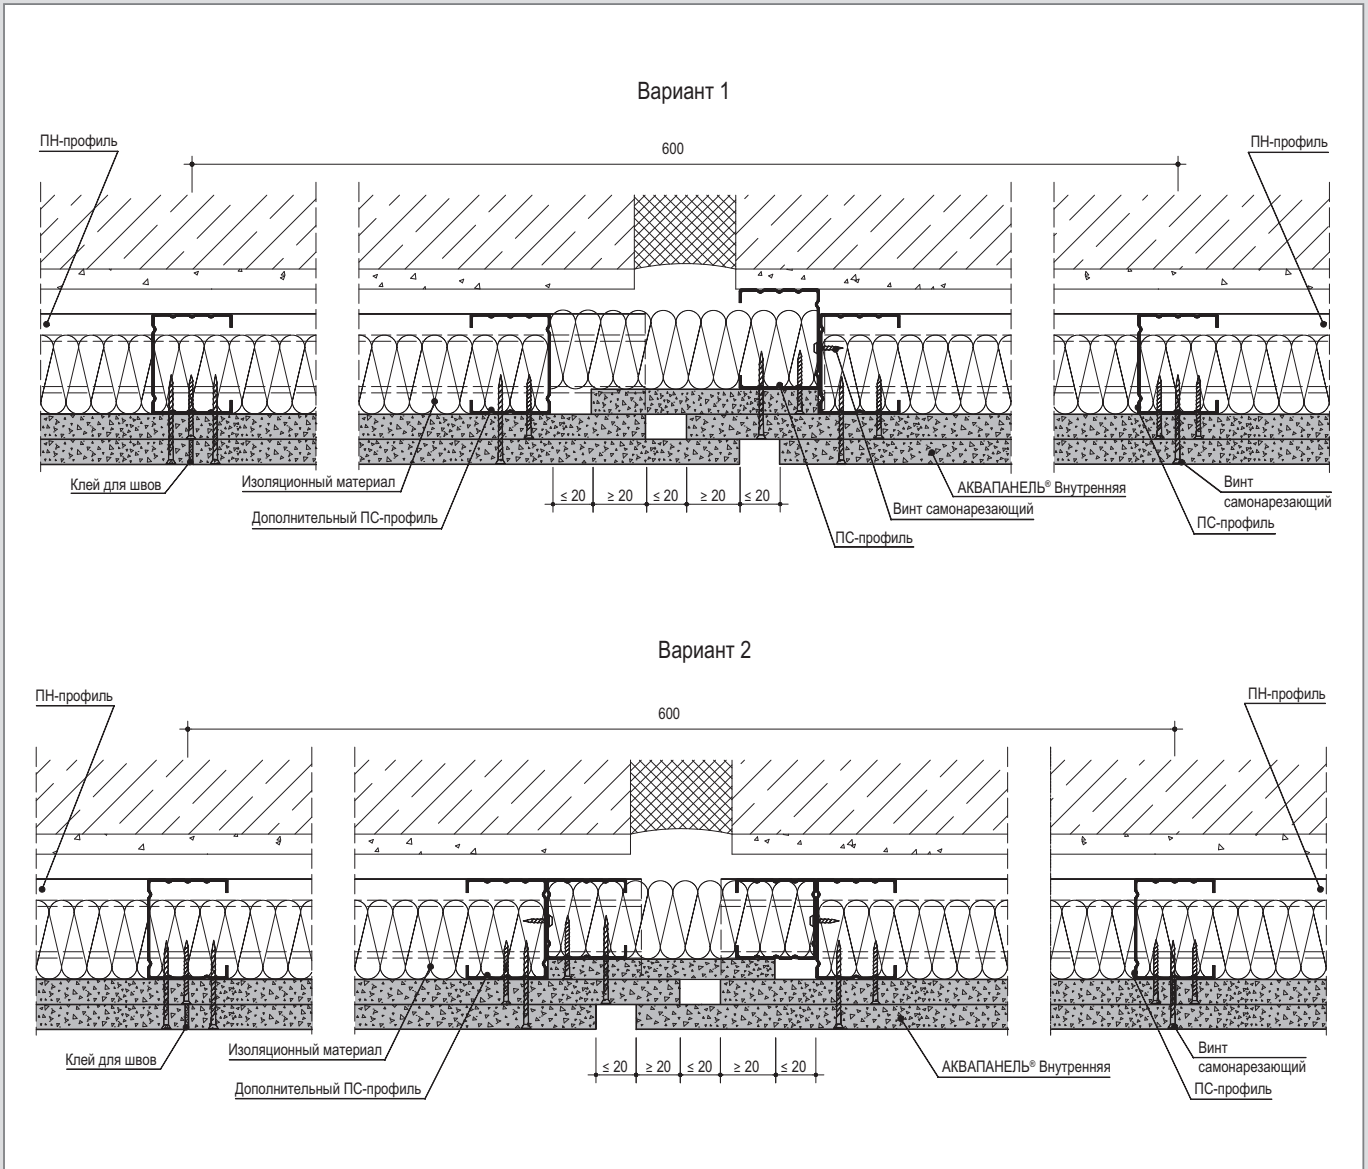 Вариант 1
ПН-профиль
600
ПН-профиль
Клей для швов
Изоляционный материал
Дополнительный ПС-профиль
≤ 20
≥ 20
≤ 20
≥ 20
≤ 20
АКВАПАНЕЛЬ® Внутренняя
Винт самонарезающий
ПС-профиль
Винт
самонарезающий
ПС-профиль
Вариант 2
ПН-профиль
600
ПН-профиль
Клей для швов
Изоляционный материал
Дополнительный ПС-профиль
≤ 20
≥ 20
≤ 20
≥ 20
≤ 20
АКВАПАНЕЛЬ® Внутренняя
Винт
самонарезающий
ПС-профиль